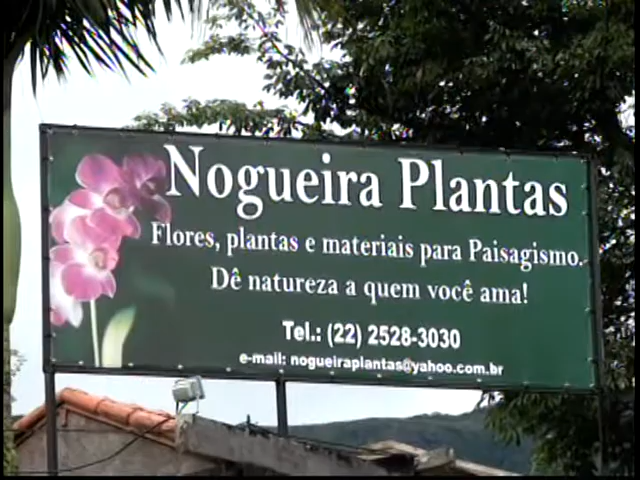 Nogueira Plantas
Flores, plantas e materiais para Paisagismo.
Dê natureza a quem você ama!
Tel.: (22) 2528-3030
e-mail: nogueiraplantas@yahoo.com.br